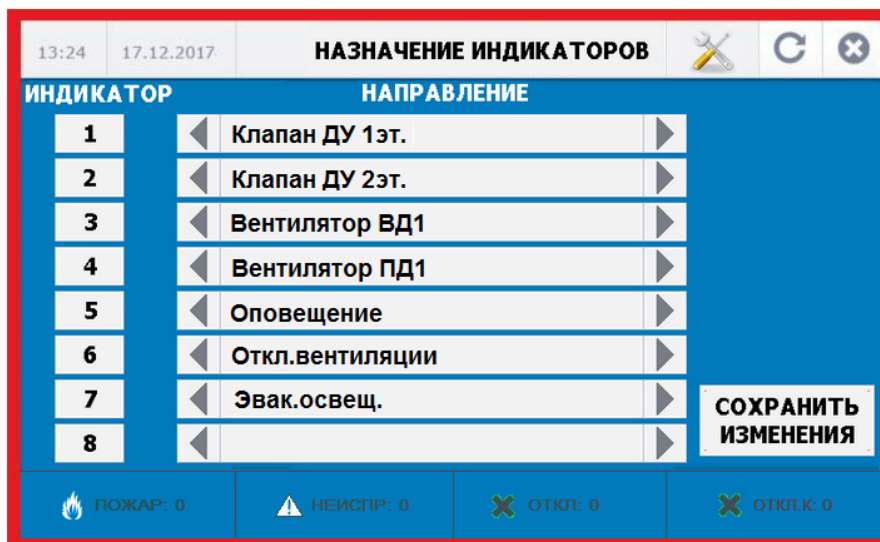 13:24 17.12.2017 НАЗНАЧЕНИЕ ИНДИКАТОРОВ
ИНДИКАТОР НАПРАВЛЕНИЕ
1 Клапан ДУ 1эт.
2 Клапан ДУ 2эт.
3 Вентилятор ВД1
4 Вентилятор ПД1
5 Оповещение
6 Откл.вентиляции
7 Эвак.освещ.
8
СОХРАНИТЬ
ИЗМЕНЕНИЯ
ПОЖАР: 0 НЕИСПР: 0 ОТКЛ: 0 ОТКЛ.К: 0